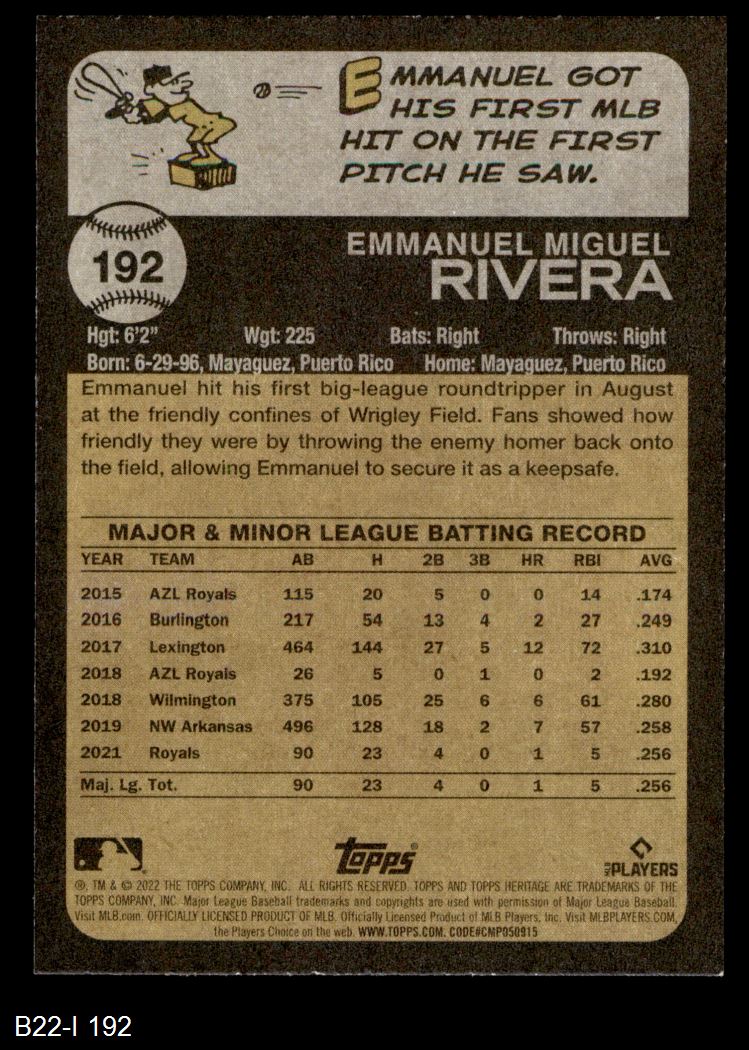 EMMANUEL GOT
HIS FIRST MLB
HIT ON THE FIRST
PITCH HE SAW.
192
EMMANUEL MIGUEL
RIVERA
Hgt: 6'2" Wgt: 225 Bats: Right Throws: Right
Born: 6-29-96, Mayaguez, Puerto Rico Home: Mayaguez, Puerto Rico
Emmanuel hit his first big-league roundtripper in August
at the friendly confines of Wrigley Field. Fans showed how
friendly they were by throwing the enemy homer back onto
the field, allowing Emmanuel to secure it as a keepsafe.
MAJOR & MINOR LEAGUE BATTING RECORD
YEAR TEAM AB H 2B 3B HR RBI AVG
2015 AZL Royals 115 20 5 0 0 14 .174
2016 Burlington 217 54 13 4 2 27 .249
2017 Lexington 464 144 27 5 12 72 .310
2018 AZL Royals 26 5 0 1 0 2 .192
2018 Wilmington 375 105 25 6 6 61 .280
2019 NW Arkansas 496 128 18 2 7 57 .258
2021 Royals 90 23 4 0 1 5 .256
Maj. Lg. Tot. 90 23 4 0 1 5 .256
Topps
MLB PLAYERS
®, TM & © 2022 THE TOPPS COMPANY, INC. ALL RIGHTS RESERVED. TOPPS AND TOPPS HERITAGE ARE TRADEMARKS OF THE
TOPPS COMPANY, INC. Major League Baseball trademarks and copyrights are used with permission of Major League Baseball.
Visit MLB.com. OFFICIALLY LICENSED PRODUCT OF MLB. Officially Licensed Product of MLB Players, Inc. Visit MLBPLAYERS.COM,
the Players Choice on the web. WWW.TOPPS.COM. CODE#CMP050915
B22-I 192